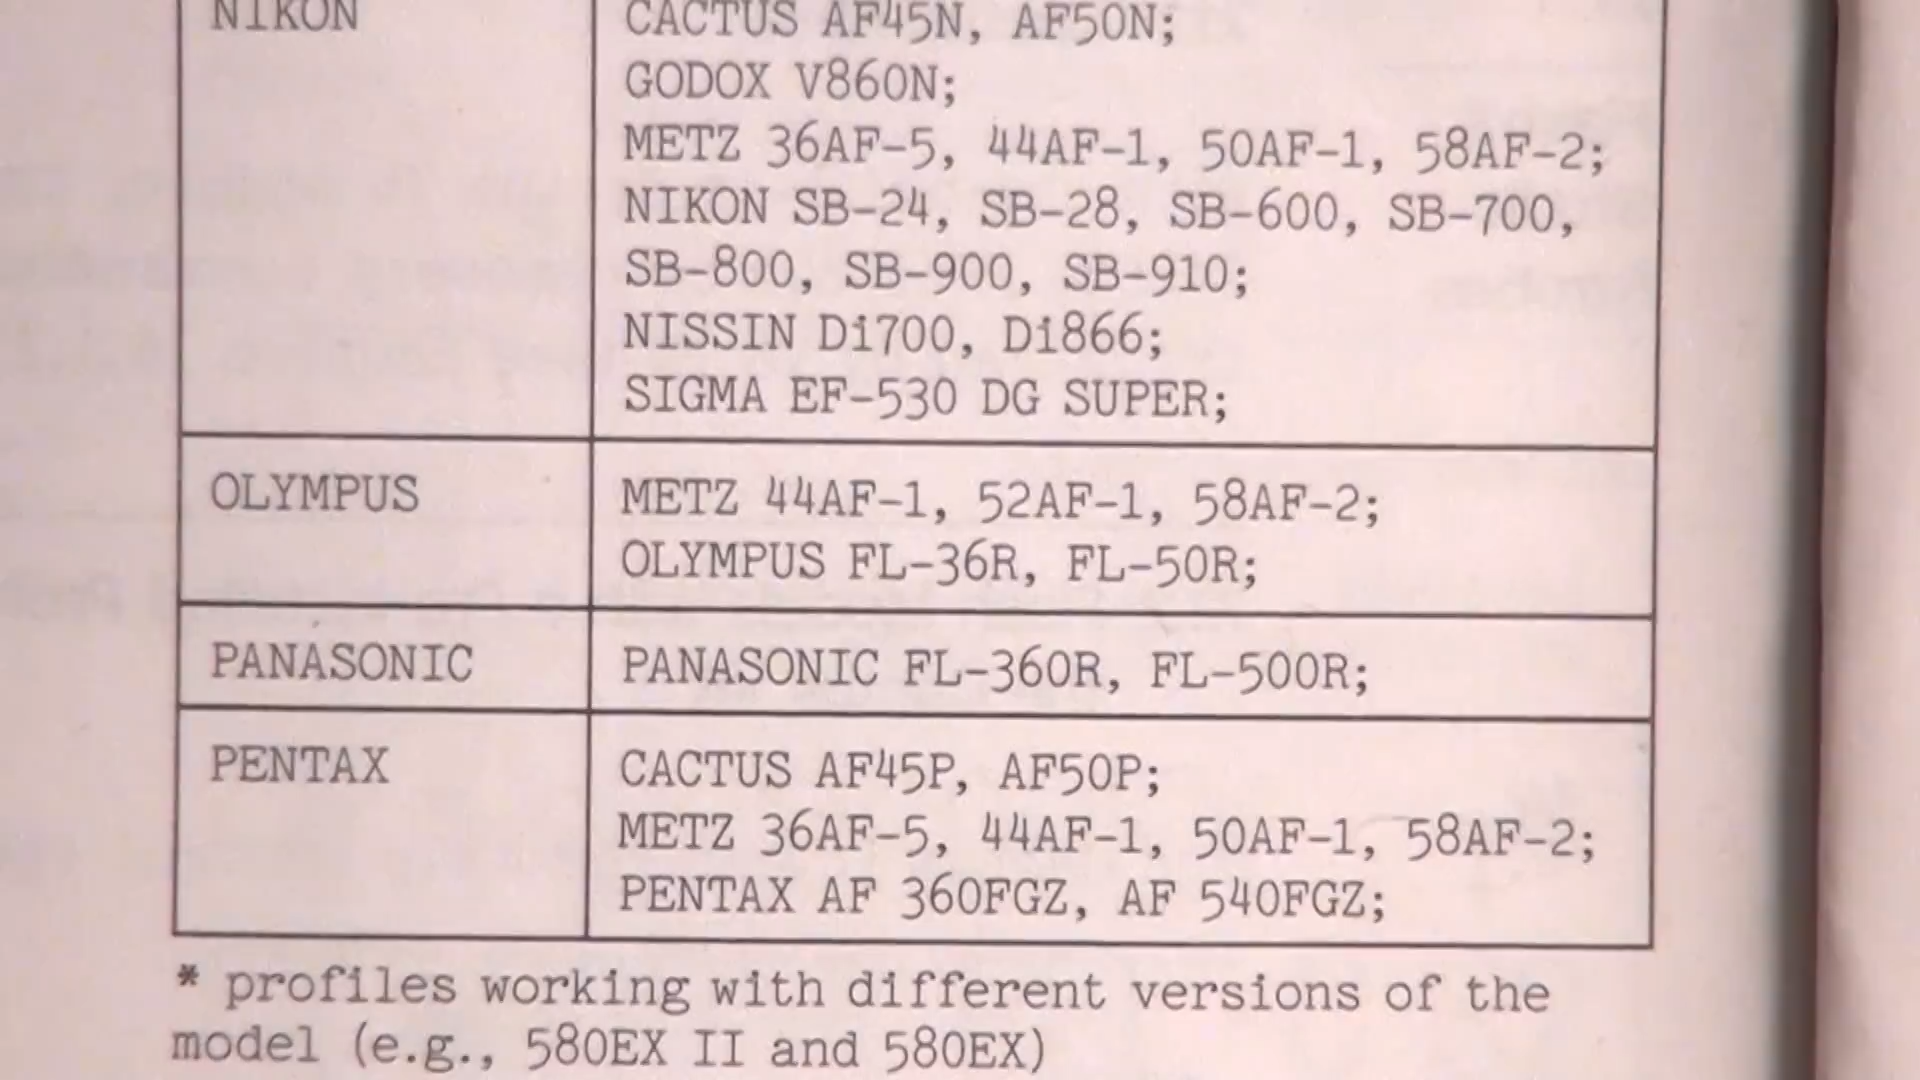 NIKON
CACTUS AF45N, AF50N;
GODOX V860N;
METZ 36AF-5, 44AF-1, 50AF-1, 58AF-2;
NIKON SB-24, SB-28, SB-600, SB-700,
SB-800, SB-900, SB-910;
NISSIN Di700, Di866;
SIGMA EF-530 DG SUPER;
OLYMPUS
METZ 44AF-1, 52AF-1, 58AF-2;
OLYMPUS FL-36R, FL-50R;
PANASONIC
PANASONIC FL-360R, FL-500R;
PENTAX
CACTUS AF45P, AF50P;
METZ 36AF-5, 44AF-1, 50AF-1, 58AF-2;
PENTAX AF 360FGZ, AF 540FGZ;
* profiles working with different versions of the
model (e.g., 580EX II and 580EX)